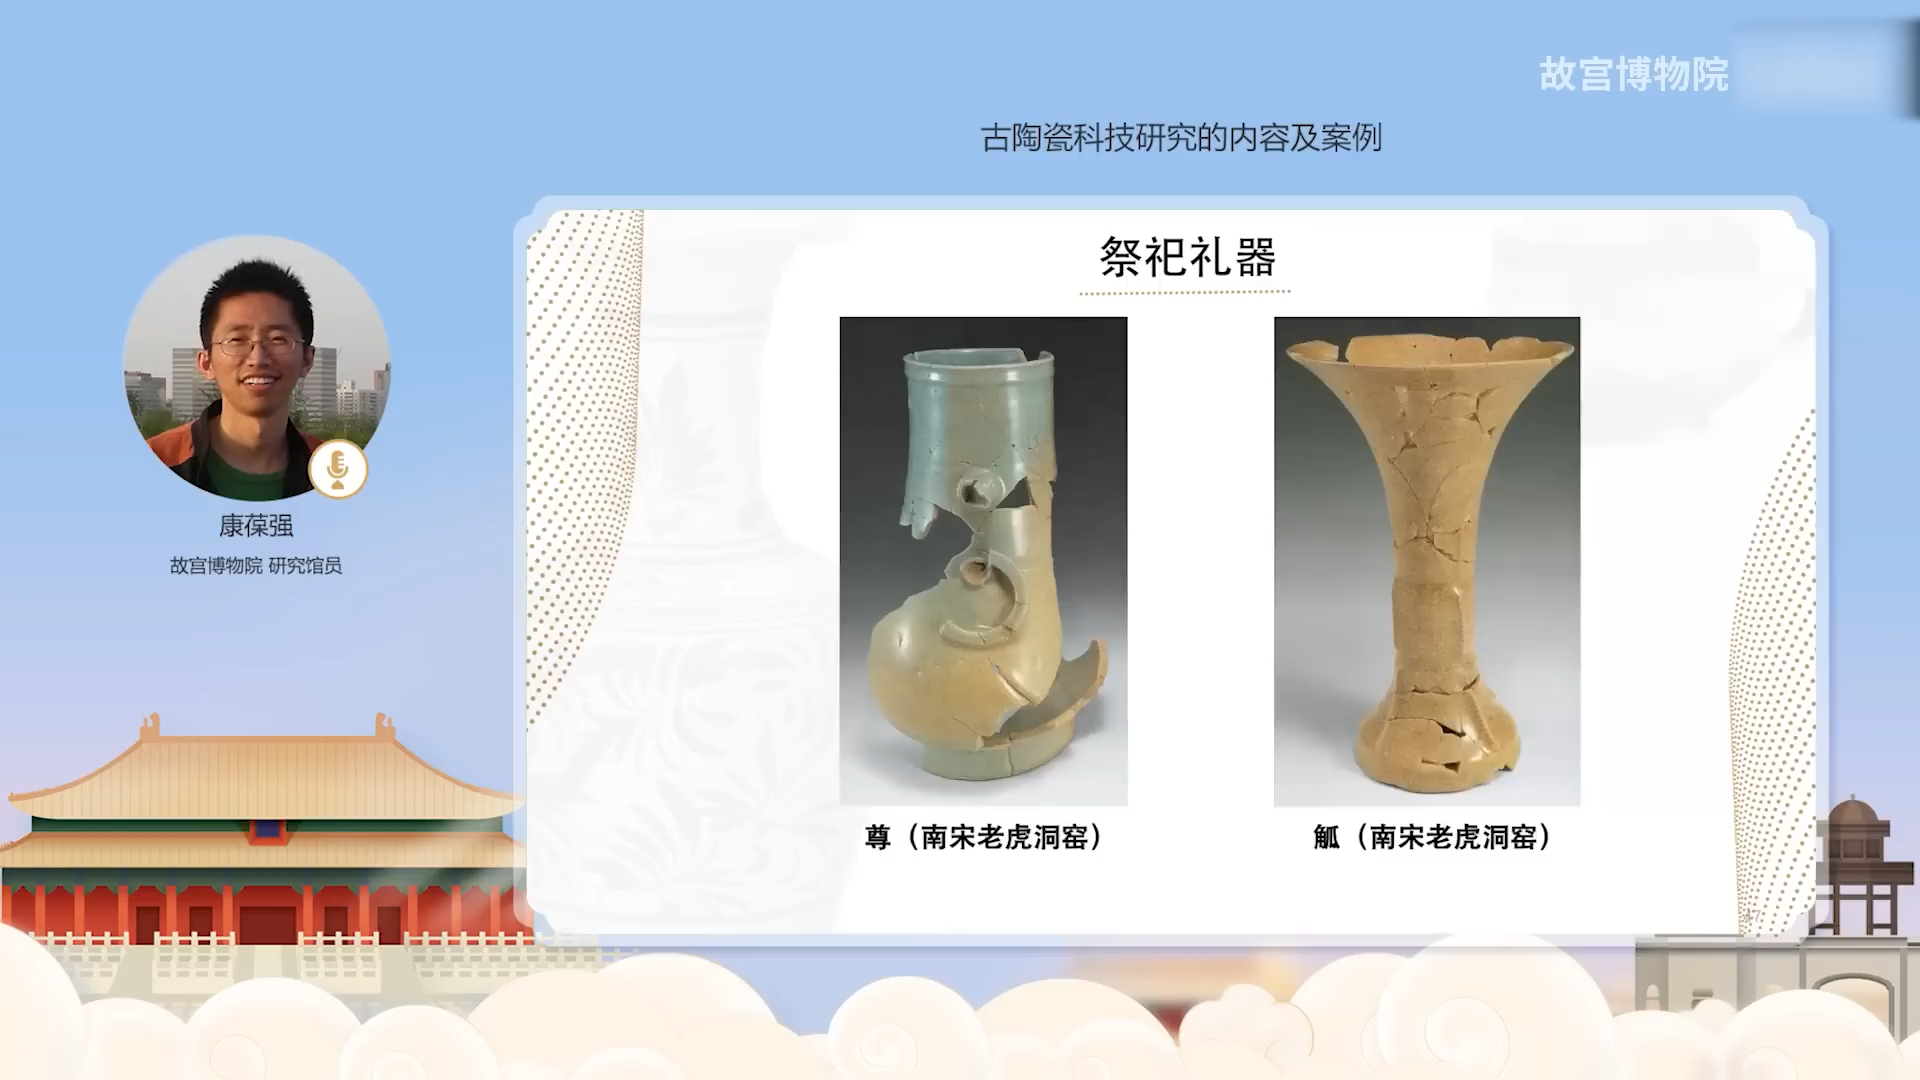 故宫博物院
古陶瓷科技研究的内容及案例
祭祀礼器
康葆强
故宫博物院 研究馆员
尊（南宋老虎洞窑）
觚（南宋老虎洞窑）